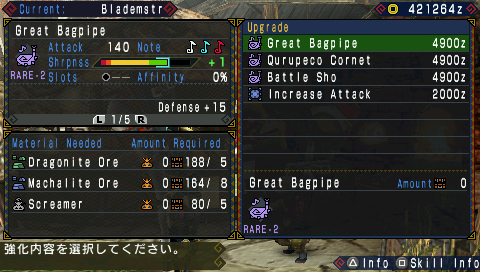 Current: Blademstr
421264z
Great Bagpipe
Attack 140 Note
Shrpnss +1
RARE-2 Slots ●−− Affinity 0%
Defense+15
L 1/5 R
Material Needed Amount Required
Dragonite Ore 0 188/ 5
Machalite Ore 0 164/ 8
Screamer 0 80/ 5
Upgrade
Great Bagpipe 4900z
Qurupeco Cornet 4900z
Battle Sho 4900z
Increase Attack 2000z
Great Bagpipe Amount 0
RARE-2
強化内容を選択してください。
△Info □Skill Info